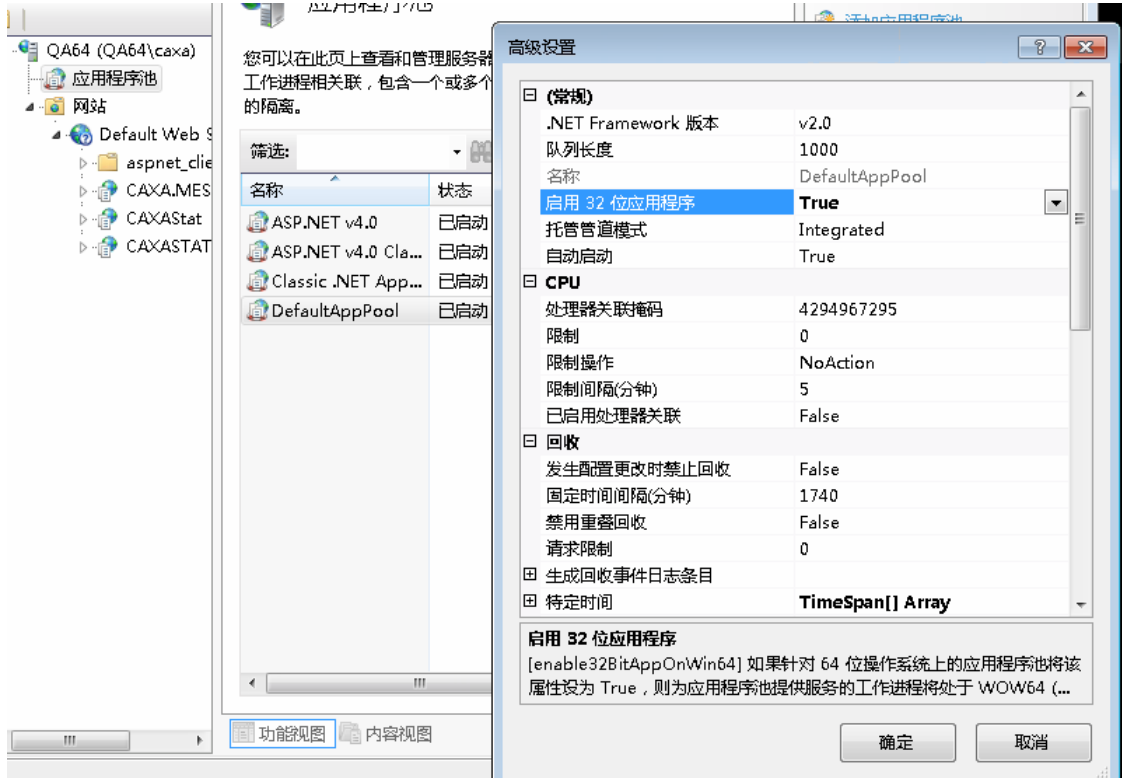 应用程序池
添加应用程序池
QA64 (QA64\caxa)
应用程序池
网站
Default Web S
aspnet_clie
CAXA.MES
CAXAStat
CAXASTAT
您可以在此页上查看和管理服务器
工作进程相关联，包含一个或多个
的隔离。
筛选:
名称 状态
ASP.NET v4.0 已启动
ASP.NET v4.0 Cla... 已启动
Classic .NET App... 已启动
DefaultAppPool 已启动
功能视图 内容视图
高级设置
(常规)
.NET Framework 版本 v2.0
队列长度 1000
名称 DefaultAppPool
启用 32 位应用程序 True
托管管道模式 Integrated
自动启动 True
CPU
处理器关联掩码 4294967295
限制 0
限制操作 NoAction
限制间隔(分钟) 5
已启用处理器关联 False
回收
发生配置更改时禁止回收 False
固定时间间隔(分钟) 1740
禁用重叠回收 False
请求限制 0
生成回收事件日志条目
特定时间 TimeSpan[] Array
启用 32 位应用程序
[enable32BitAppOnWin64] 如果针对 64 位操作系统上的应用程序池将该
属性设为 True，则为应用程序池提供服务的工作进程将处于 WOW64 (...
确定 取消